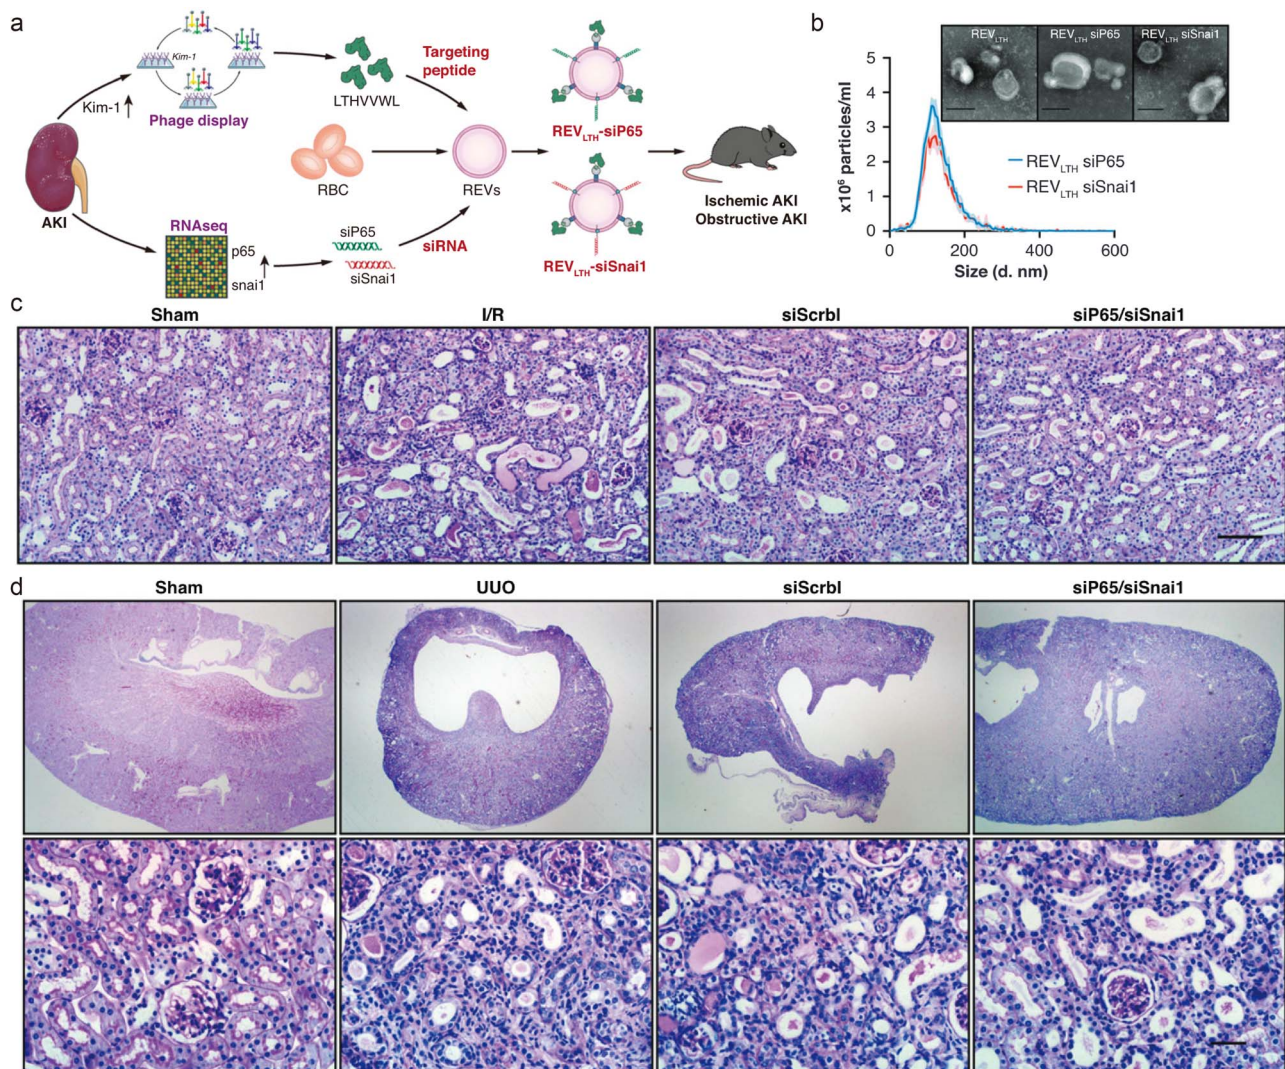 a
Kim-1
Kim-1
Phage display
LTHVVWL
Targeting
peptide
AKI
RBC
REVs
RNAseq
p65
snai1
siP65
siSnai1
siRNA
REVLTH-siP65
REVLTH-siSnai1
Ischemic AKI
Obstructive AKI
b
REVLTH
REVLTH siP65
REVLTH siSnai1
x10⁶ particles/ml
5
4
3
2
1
0
REVLTH siP65
REVLTH siSnai1
0
200
400
600
Size (d. nm)
c
Sham
I/R
siScrbl
siP65/siSnai1
d
Sham
UUO
siScrbl
siP65/siSnai1